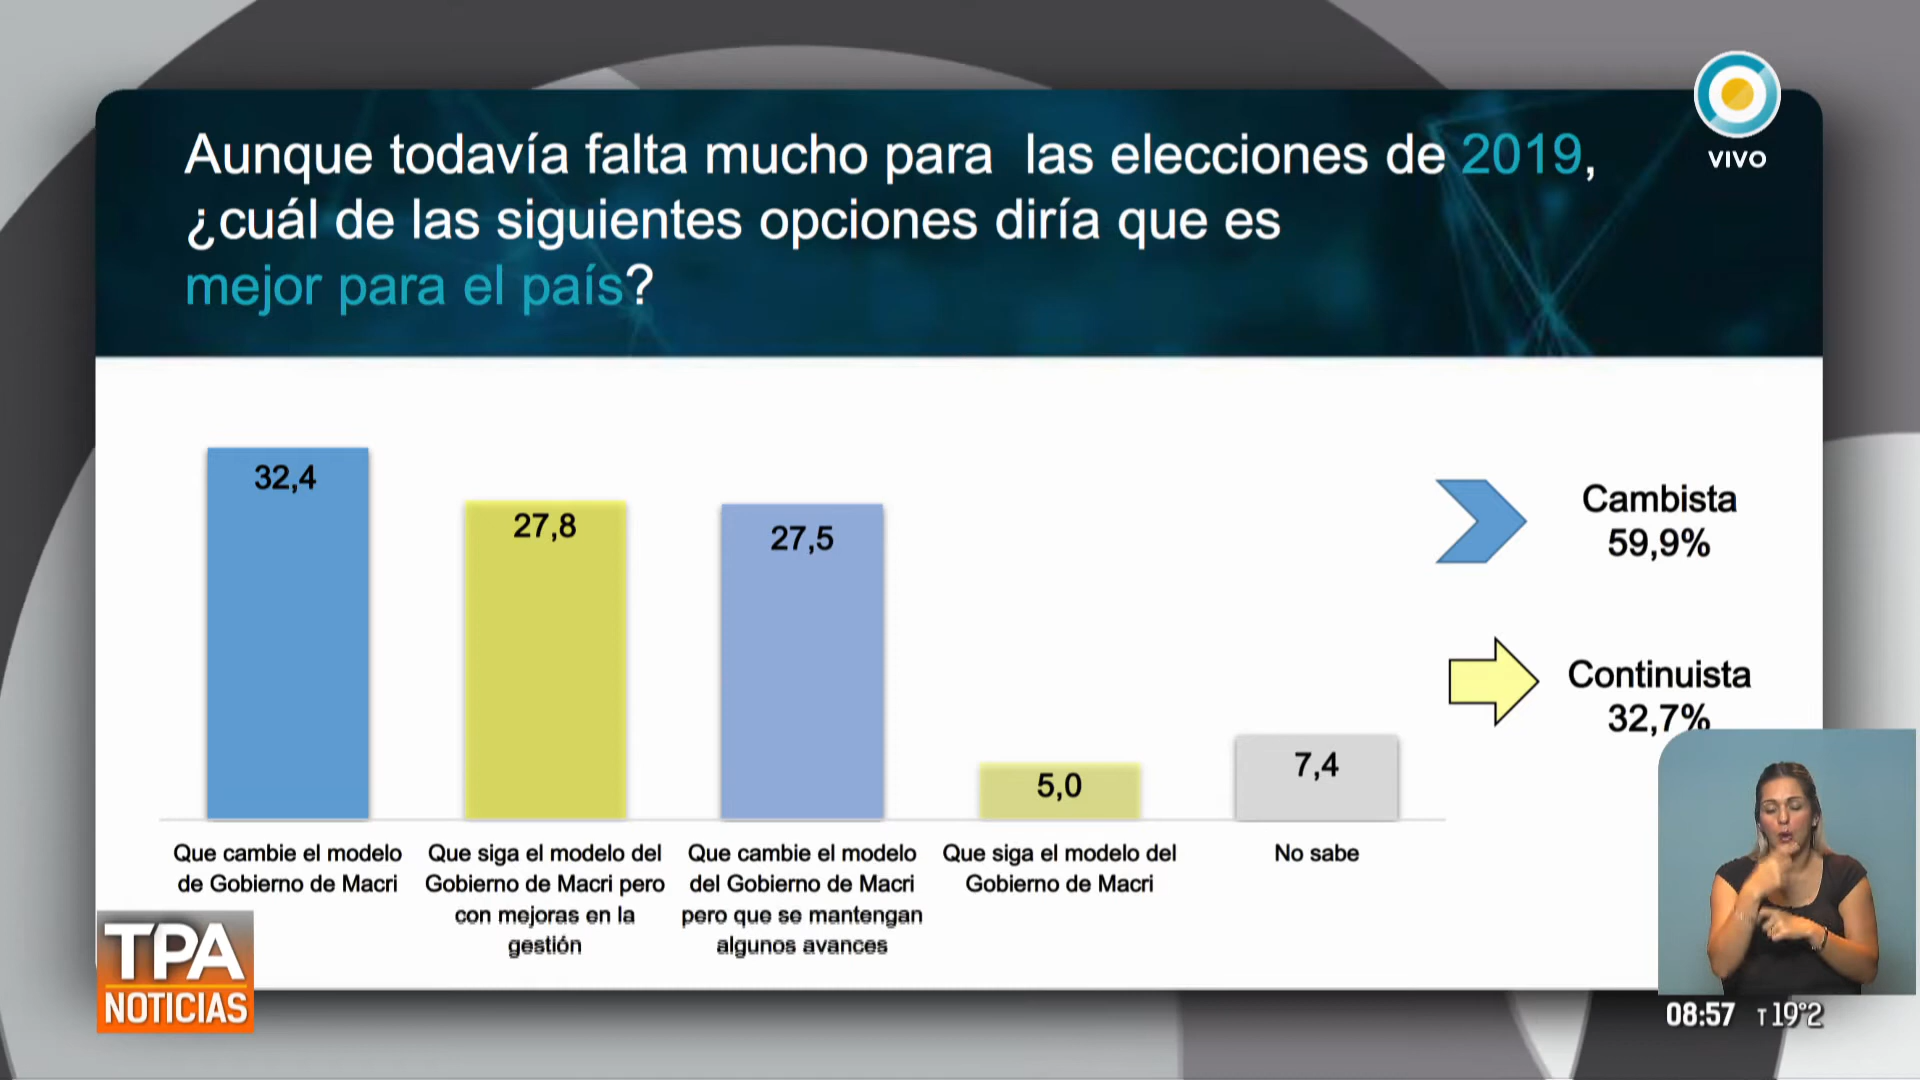 Aunque todavía falta mucho para las elecciones de 2019,
¿cuál de las siguientes opciones diría que es
mejor para el país?
VIVO
32,4
27,8
27,5
5,0
7,4
Cambista
59,9%
Continuista
32,7%
Que cambie el modelo
de Gobierno de Macri
Que siga el modelo del
Gobierno de Macri pero
con mejoras en la
gestión
Que cambie el modelo
del Gobierno de Macri
pero que se mantengan
algunos avances
Que siga el modelo del
Gobierno de Macri
No sabe
TPA
NOTICIAS
08:57 T 19°2